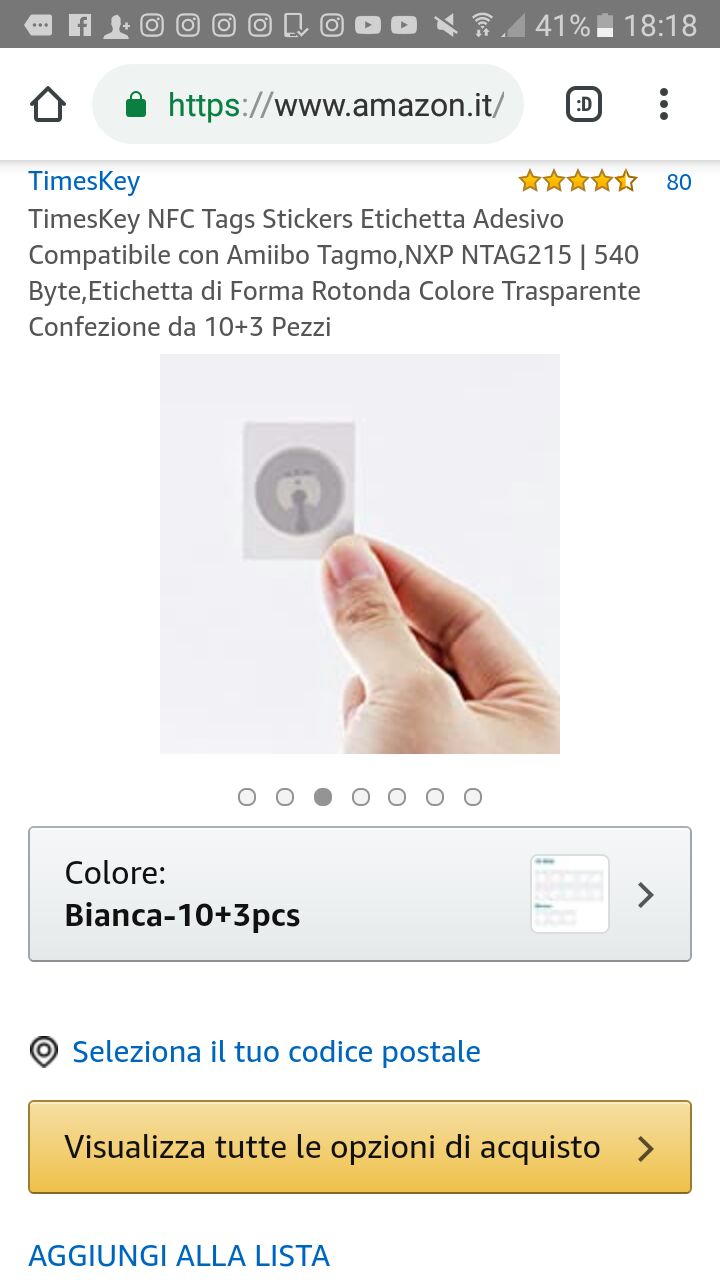 41% 18:18
https://www.amazon.it/
:D
TimesKey
80
TimesKey NFC Tags Stickers Etichetta Adesivo
Compatibile con Amiibo Tagmo,NXP NTAG215 | 540
Byte,Etichetta di Forma Rotonda Colore Trasparente
Confezione da 10+3 Pezzi
Colore:
Bianca-10+3pcs
Seleziona il tuo codice postale
Visualizza tutte le opzioni di acquisto
AGGIUNGI ALLA LISTA